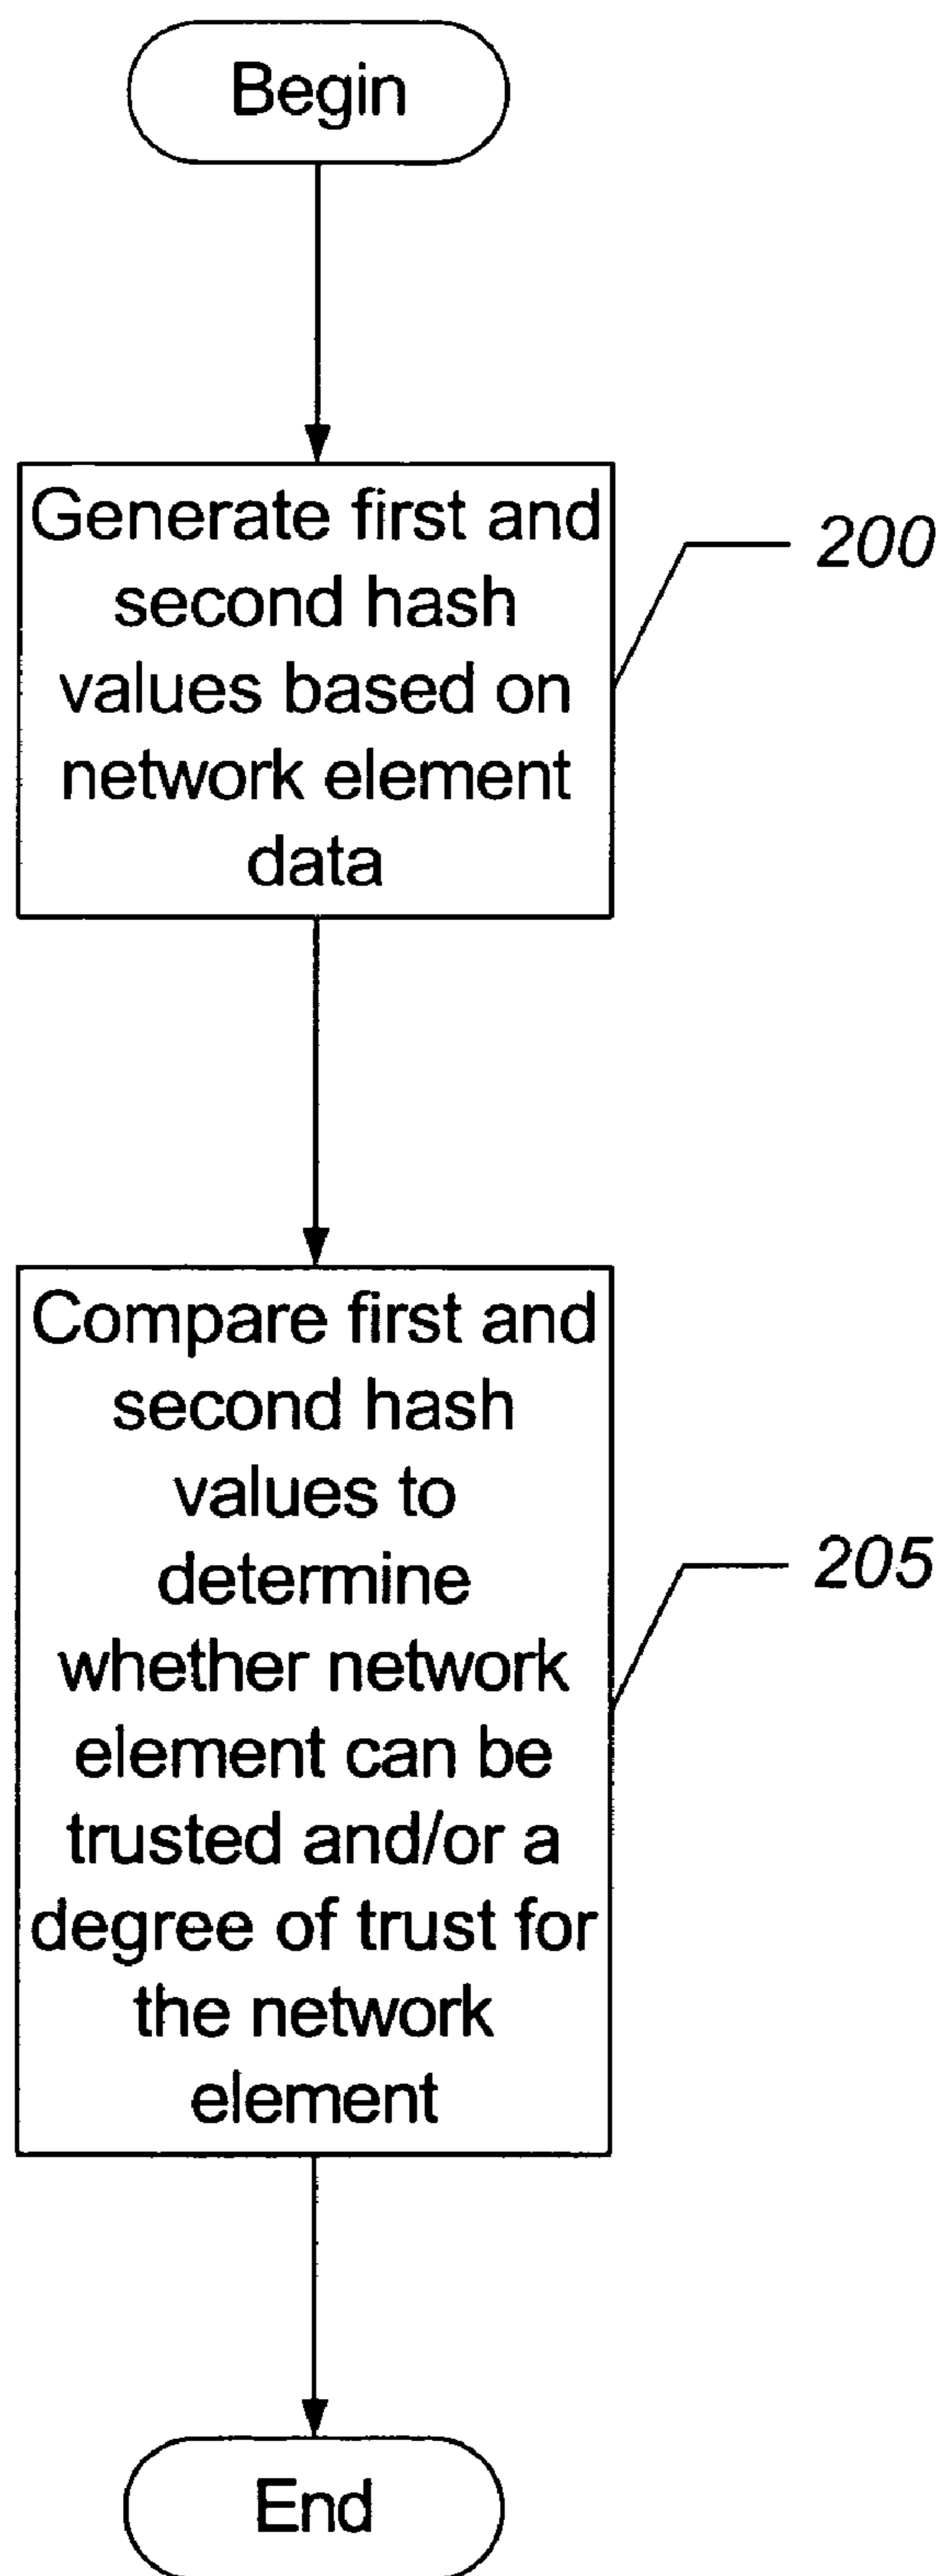 Begin
Generate first and
second hash
values based on
network element
data
200
Compare first and
second hash
values to
determine
whether network
element can be
trusted and/or a
degree of trust for
the network
element
205
End